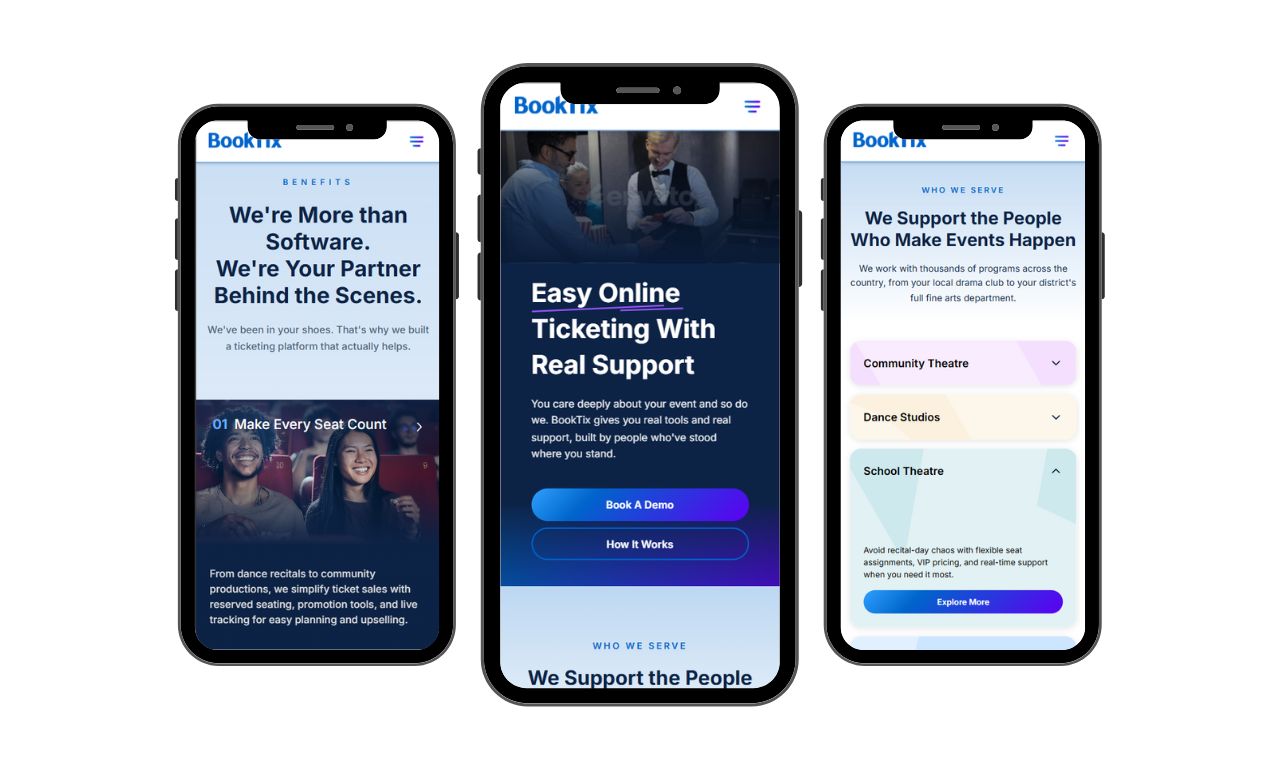 BookTix
BENEFITS
We're More than
Software.
We're Your Partner
Behind the Scenes.
We've been in your shoes. That's why we built
a ticketing platform that actually helps.
01 Make Every Seat Count
10
9
From dance recitals to community
productions, we simplify ticket sales with
reserved seating, promotion tools, and live
tracking for easy planning and upselling.
BookTix
envato
Easy Online
Ticketing With
Real Support
You care deeply about your event and so do
we. BookTix gives you real tools and real
support, built by people who've stood
where you stand.
Book A Demo
How It Works
WHO WE SERVE
We Support the People
BookTix
WHO WE SERVE
We Support the People
Who Make Events Happen
We work with thousands of programs across the
country, from your local drama club to your district's
full fine arts department.
Community Theatre
Dance Studios
School Theatre
Avoid recital-day chaos with flexible seat
assignments, VIP pricing, and real-time support
when you need it most.
Explore More